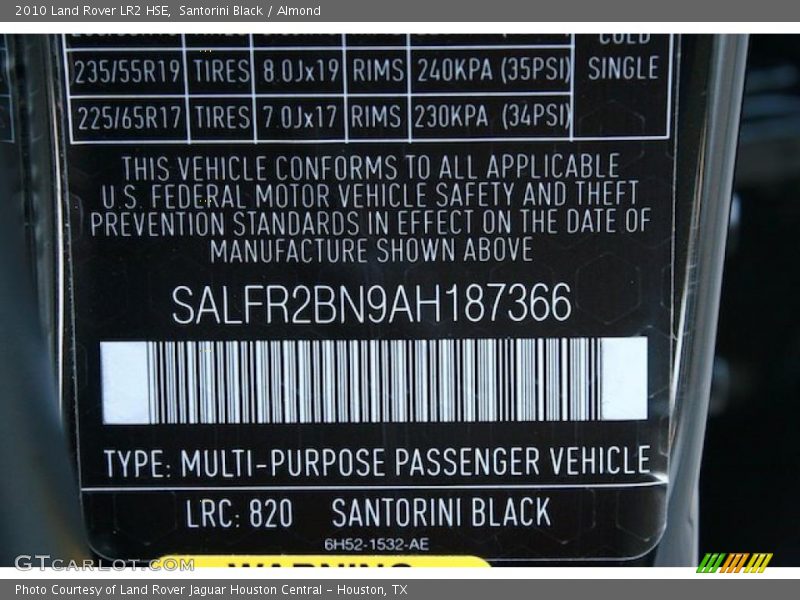 2010 Land Rover LR2 HSE, Santorini Black / Almond
COLD
235/55R19 TIRES 8.0Jx19 RIMS 240KPA (35PSI) SINGLE
225/65R17 TIRES 7.0Jx17 RIMS 230KPA (34PSI)
THIS VEHICLE CONFORMS TO ALL APPLICABLE
U.S. FEDERAL MOTOR VEHICLE SAFETY AND THEFT
PREVENTION STANDARDS IN EFFECT ON THE DATE OF
MANUFACTURE SHOWN ABOVE
SALFR2BN9AH187366
TYPE: MULTI-PURPOSE PASSENGER VEHICLE
LRC: 820 SANTORINI BLACK
6H52-1532-AE
WARNING
GTCARLOT.COM
Photo Courtesy of Land Rover Jaguar Houston Central - Houston, TX